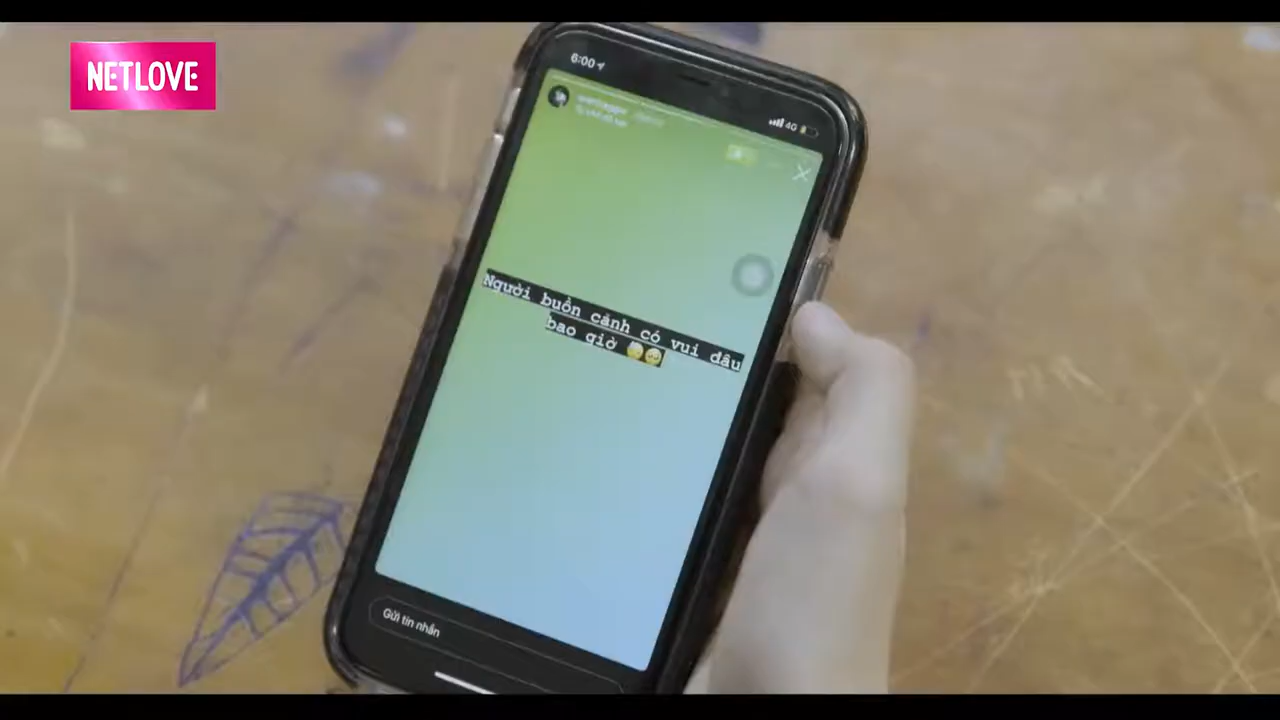 NETLOVE
6:00
4G
Người buồn cảnh có vui đâu
bao giờ 🥺🥺
Gửi tin nhắn